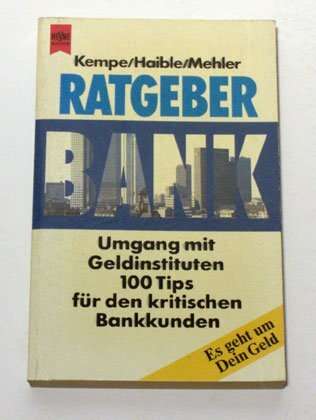 HEYNE
Kempe/Haible/Mehler
RATGEBER
BANK
Umgang mit
Geldinstituten
100 Tips
für den kritischen
Bankkunden
Es geht um
Dein Geld